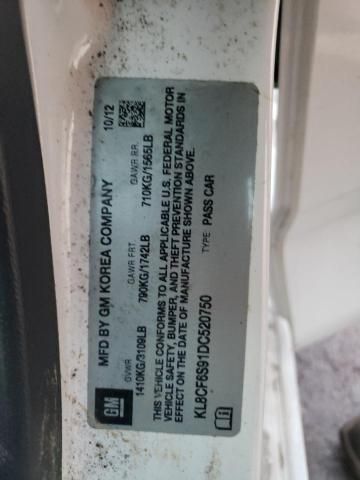 GM
MFD BY GM KOREA COMPANY 10/12
GVWR GAWR FRT. GAWR RR.
1410KG/3109LB 790KG/1742LB 710KG/1565LB
THIS VEHICLE CONFORMS TO ALL APPLICABLE U.S. FEDERAL MOTOR
VEHICLE SAFETY, BUMPER, AND THEFT PREVENTION STANDARDS IN
EFFECT ON THE DATE OF MANUFACTURE SHOWN ABOVE.
KL8CF6S91DC520750 TYPE: PASS CAR